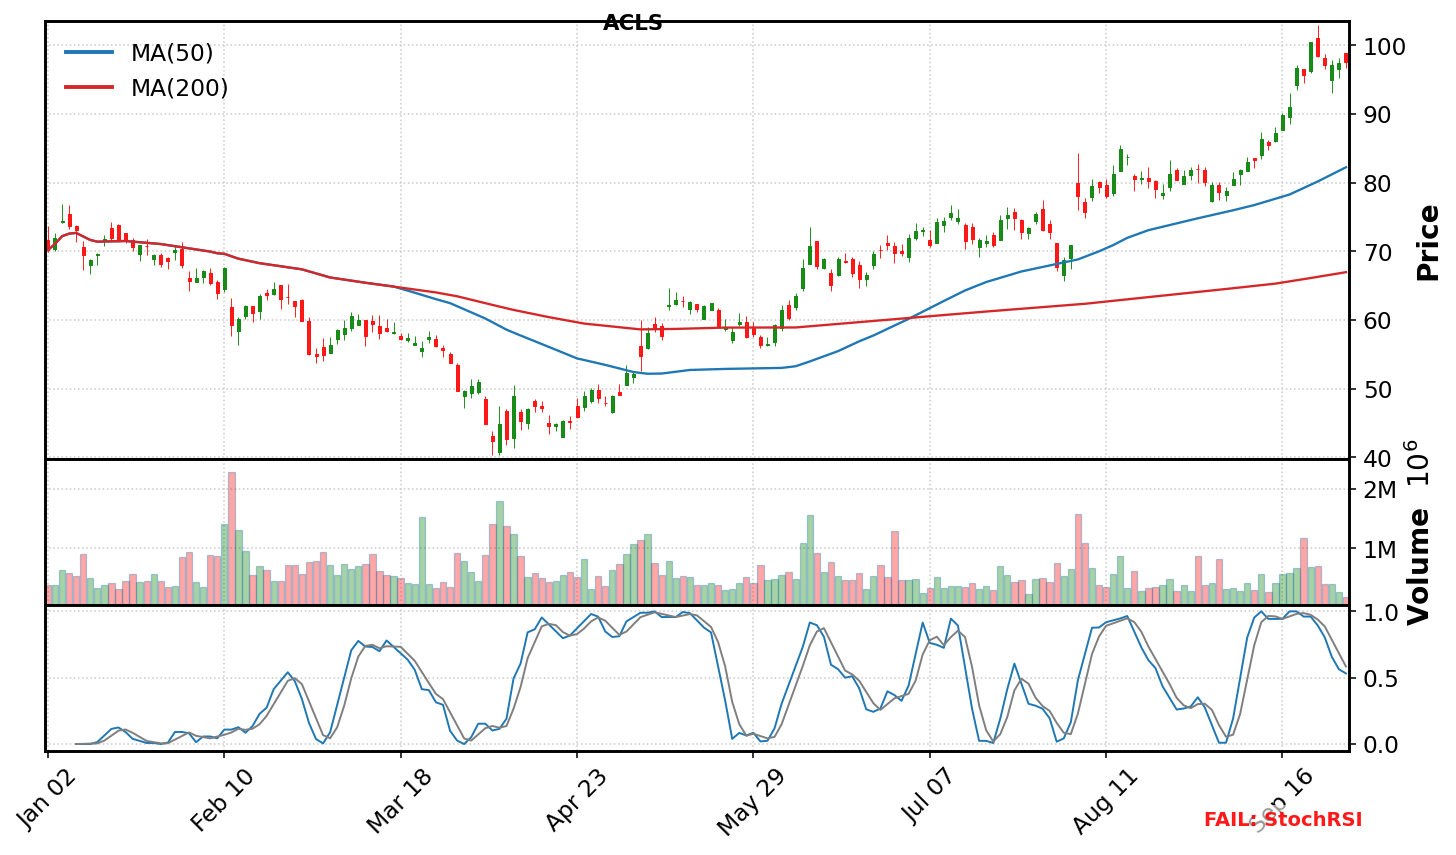 ACLS
MA(50)
MA(200)
100
90
80
70
60
50
40
Price
10^6
2M
1M
Volume
1.0
0.5
0.0
Jan 02
Feb 10
Mar 18
Apr 23
May 29
Jul 07
Aug 11
Sep 16
FAIL: StochRSI